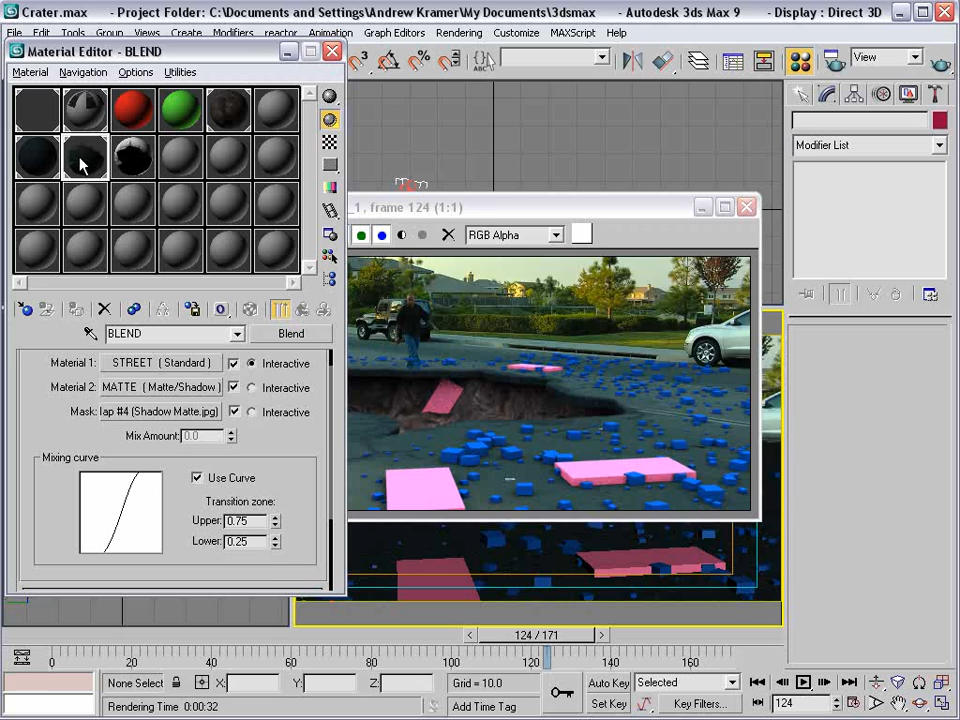 Crater.max - Project Folder: C:\Documents and Settings\Andrew Kramer\My Documents\3dsmax - Autodesk 3ds Max 9 - Display : Direct 3D
File Edit Tools Group Views Create Modifiers reactor Animation Graph Editors Rendering Customize MAXScript Help
Material Editor - BLEND
Material Navigation Options Utilities
View
Modifier List
_1, frame 124 (1:1)
RGB Alpha
BLEND Blend
Material 1: STREET ( Standard ) Interactive
Material 2: MATTE ( Matte/Shadow ) Interactive
Mask: lap #4 (Shadow Matte.jpg) Interactive
Mix Amount: 0.0
Mixing curve
Use Curve
Transition zone:
Upper: 0.75
Lower: 0.25
124 / 171
0 20 40 60 80 100 120 140 160
None Select X: Y: Z: Grid = 10.0 Auto Key Selected
Rendering Time 0:00:32 Add Time Tag Set Key Key Filters... 124